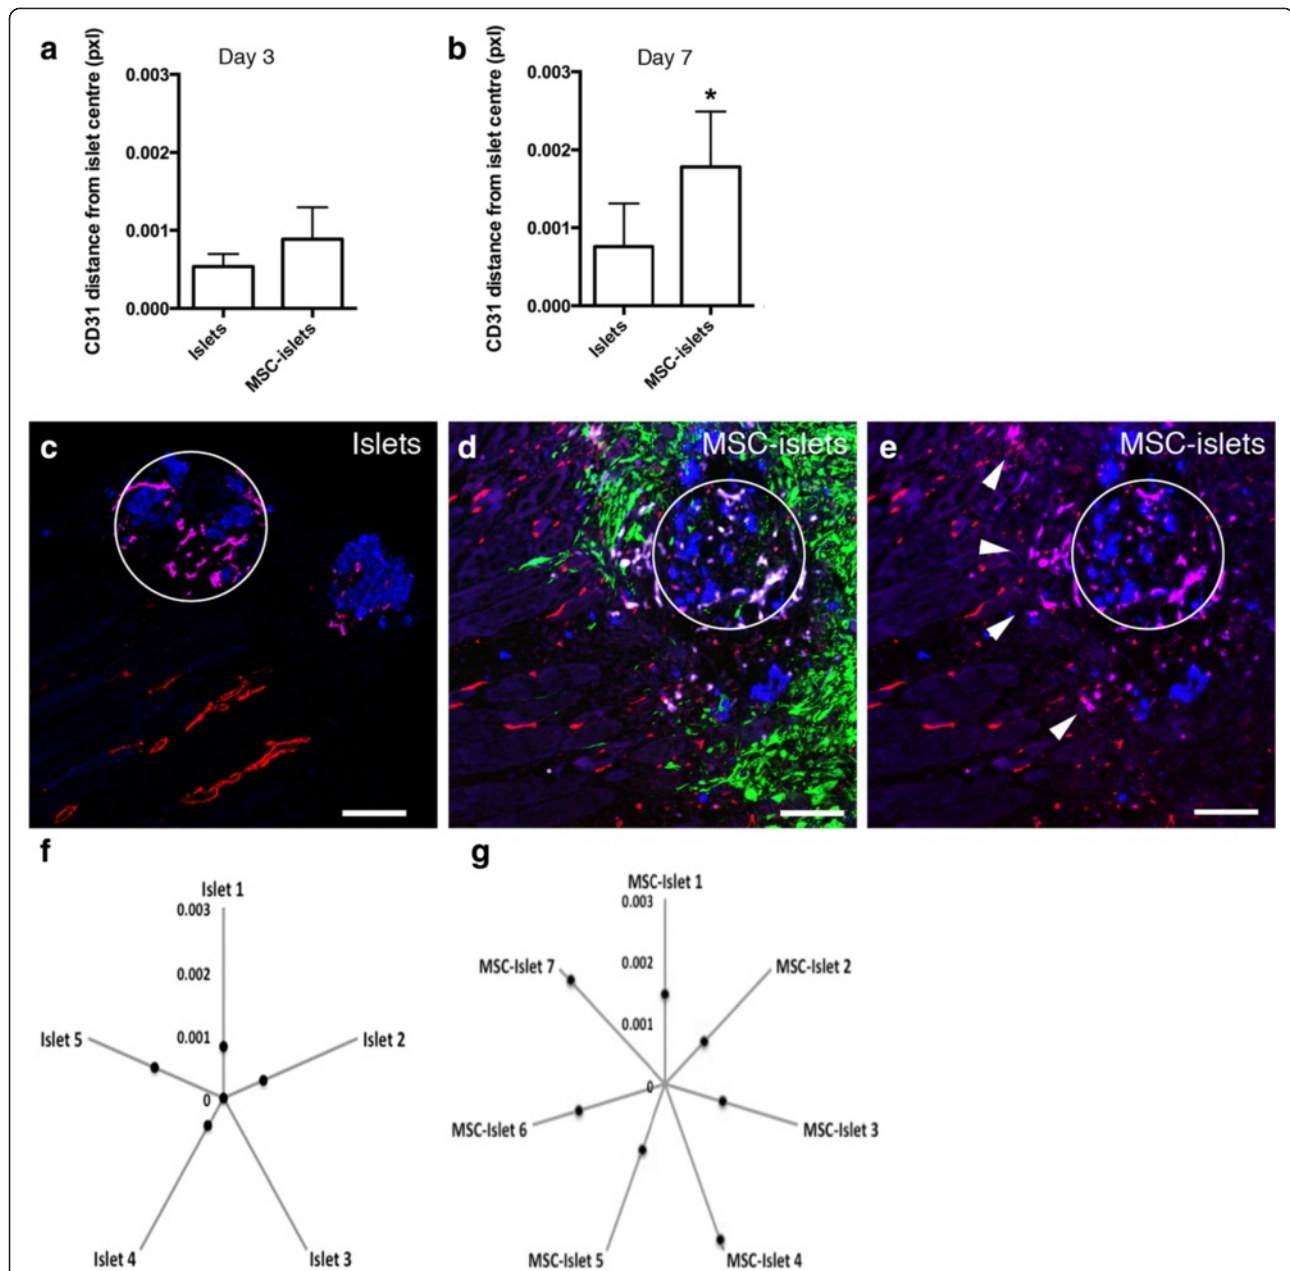 a
Day 3
CD31 distance from islet centre (pxl)
0.003
0.002
0.001
0.000
Islets
MSC-islets
b
Day 7
CD31 distance from islet centre (pxl)
0.003
0.002
0.001
0.000
*
Islets
MSC-islets
c
Islets
d
MSC-islets
e
MSC-islets
f
Islet 1
0.003
0.002
0.001
0
Islet 2
Islet 3
Islet 4
Islet 5
g
MSC-Islet 1
0.003
0.002
0.001
0
MSC-Islet 2
MSC-Islet 3
MSC-Islet 4
MSC-Islet 5
MSC-Islet 6
MSC-Islet 7